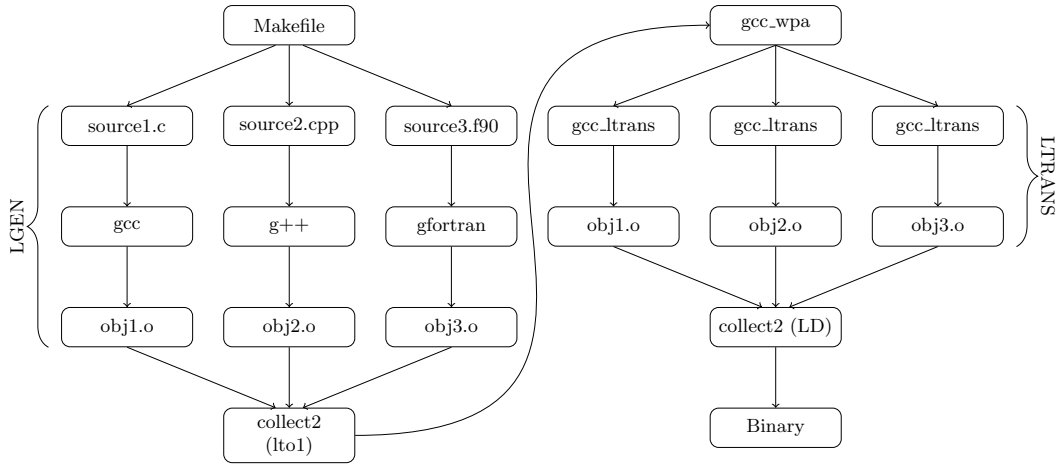 Makefile
source1.c
source2.cpp
source3.f90
LGEN
gcc
g++
gfortran
obj1.o
obj2.o
obj3.o
collect2
(lto1)
gcc_wpa
gcc_ltrans
gcc_ltrans
gcc_ltrans
LTRANS
obj1.o
obj2.o
obj3.o
collect2 (LD)
Binary